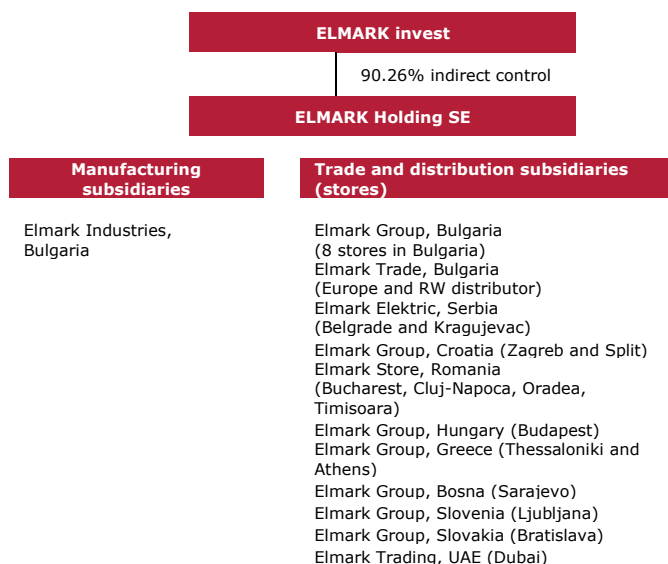 ELMARK invest
90.26% indirect control
ELMARK Holding SE
Manufacturing
subsidiaries
Elmark Industries,
Bulgaria
Trade and distribution subsidiaries
(stores)
Elmark Group, Bulgaria
(8 stores in Bulgaria)
Elmark Trade, Bulgaria
(Europe and RW distributor)
Elmark Elektric, Serbia
(Belgrade and Kragujevac)
Elmark Group, Croatia (Zagreb and Split)
Elmark Store, Romania
(Bucharest, Cluj-Napoca, Oradea,
Timisoara)
Elmark Group, Hungary (Budapest)
Elmark Group, Greece (Thessaloniki and
Athens)
Elmark Group, Bosna (Sarajevo)
Elmark Group, Slovenia (Ljubljana)
Elmark Group, Slovakia (Bratislava)
Elmark Trading, UAE (Dubai)